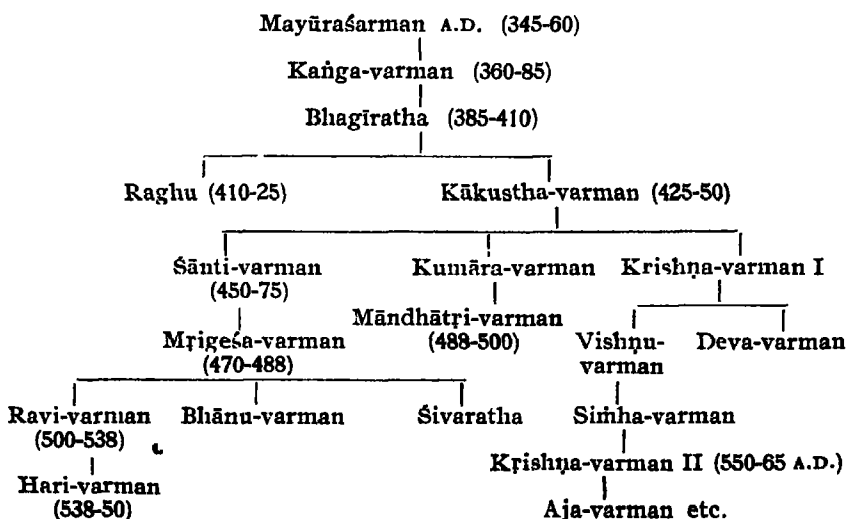 Mayūraśarman A.D. (345-60)
Kaṅga-varman (360-85)
Bhagīratha (385-410)
Raghu (410-25) Kākustha-varman (425-50)
Śānti-varman Kumāra-varman Krishṇa-varman I
(450-75)
Māndhātṛi-varman
Mṛigeśa-varman (488-500) Vishṇu- Deva-varman
(470-488) varman
Ravi-varman Bhānu-varman Śivaratha Siṁha-varman
(500-538)
Kṛishṇa-varman II (550-65 A.D.)
Hari-varman
(538-50) Aja-varman etc.